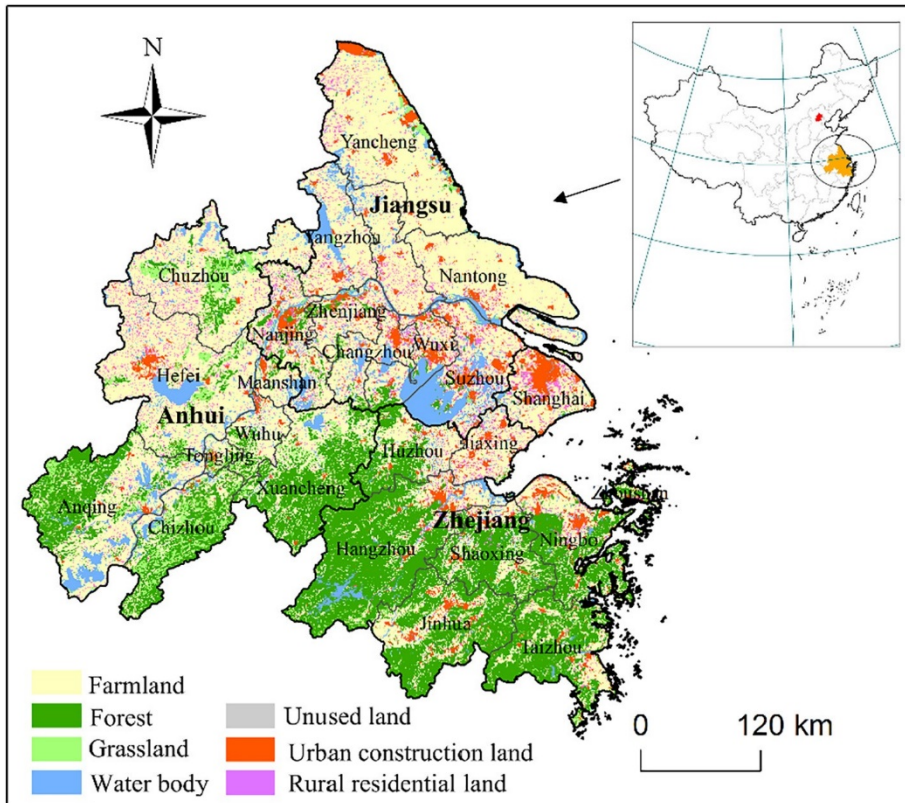 N
Yancheng
Jiangsu
Yangzhou
Chuzhou
Nantong
Zhenjiang
Nanjing
Changzhou
Wuxi
Hefei
Maanshan
Suzhou
Shanghai
Anhui
Wuhu
Jiaxing
Tongling
Huzhou
Xuancheng
Zhoushan
Anqing
Chizhou
Zhejiang
Hangzhou
Shaoxing
Ningbo
Jinhua
Taizhou
Farmland
Forest
Unused land
0 120 km
Grassland
Urban construction land
Water body
Rural residential land